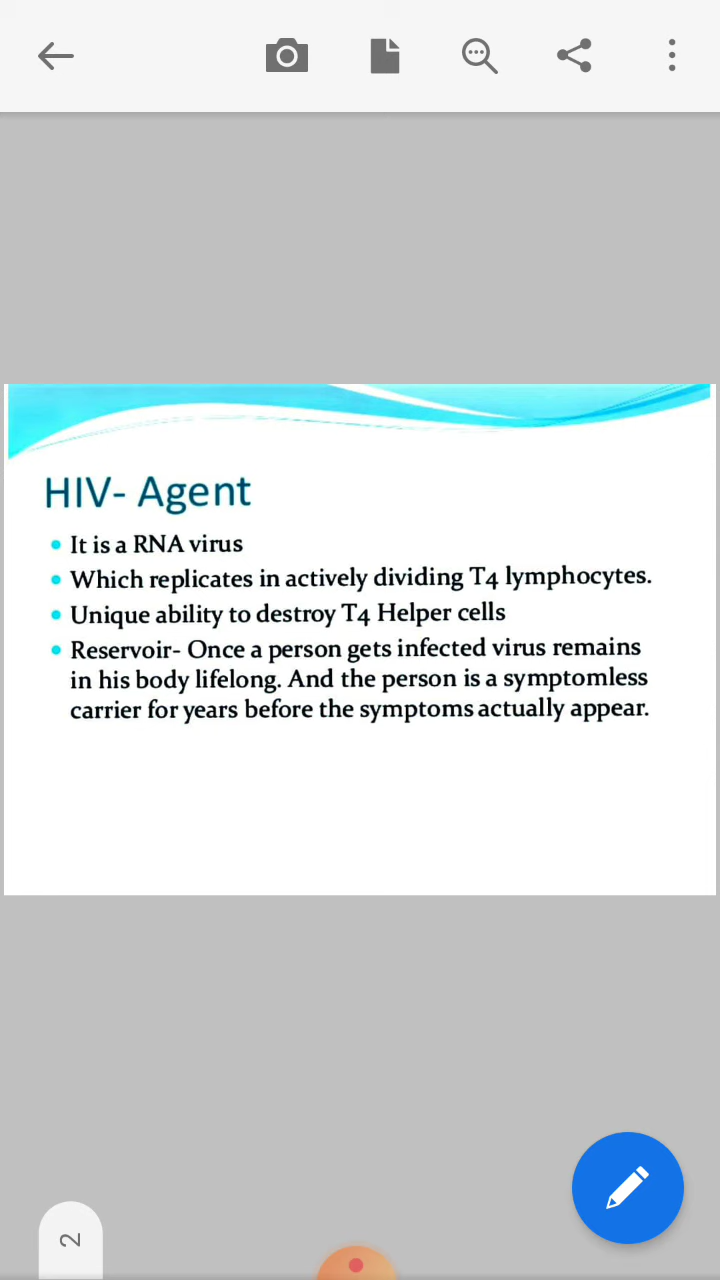 HIV- Agent
It is a RNA virus
Which replicates in actively dividing T4 lymphocytes.
Unique ability to destroy T4 Helper cells
Reservoir- Once a person gets infected virus remains
in his body lifelong. And the person is a symptomless
carrier for years before the symptoms actually appear.
2